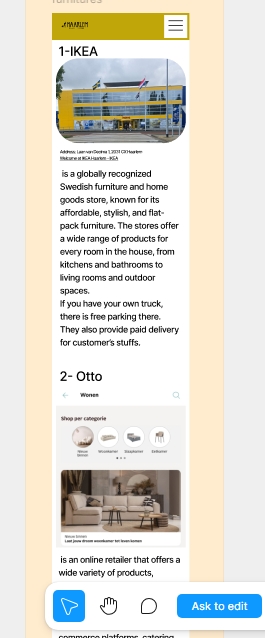 furnitures
HAARLEM
1-IKEA
Address: Laan van Decima 1, 2031 CX Haarlem
Welcome at IKEA Haarlem - IKEA
is a globally recognized
Swedish furniture and home
goods store, known for its
affordable, stylish, and flat-
pack furniture. The stores offer
a wide range of products for
every room in the house, from
kitchens and bathrooms to
living rooms and outdoor
spaces.
If you have your own truck,
there is free parking there.
They also provide paid delivery
for customer's stuffs.
2- Otto
Wonen
Shop per categorie
Nieuw
Binnen
Woonkamer
Slaapkamer
Eetkamer
Nieuw Binnen
Laat jouw droom woonkamer tot leven komen
is an online retailer that offers a
wide variety of products,
Ask to edit
commerce platforms, catering